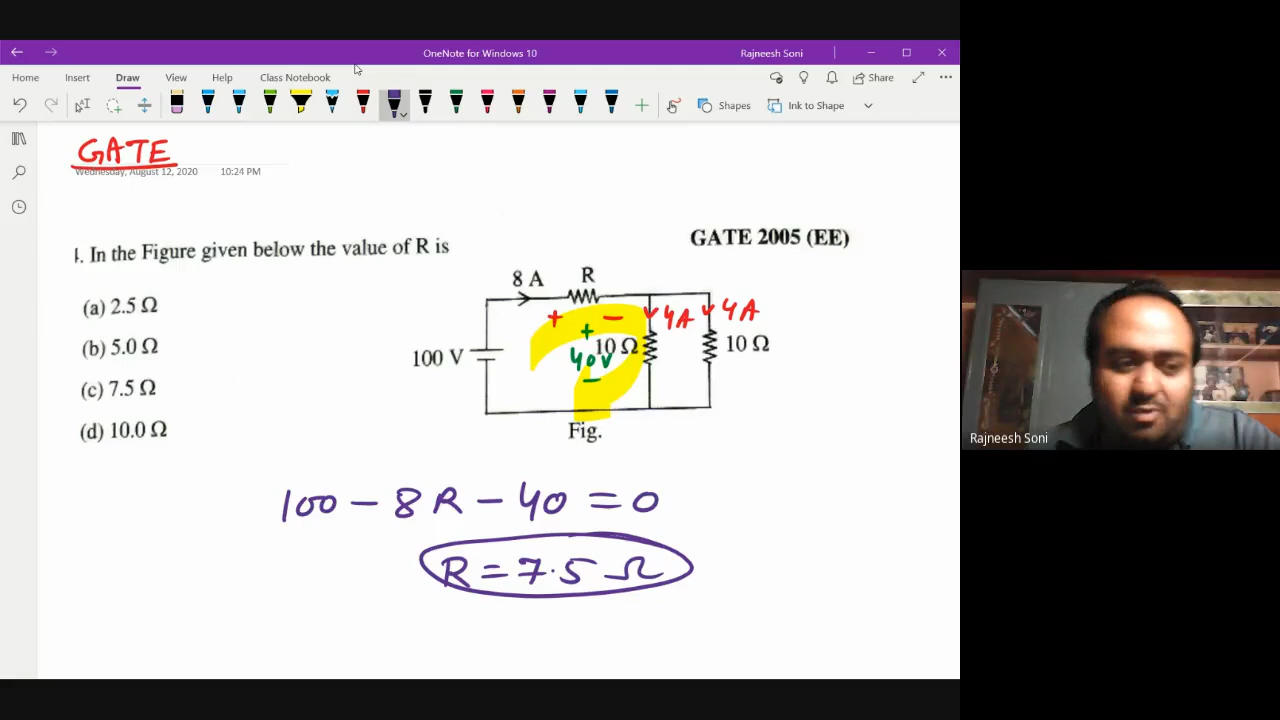 OneNote for Windows 10
Rajneesh Soni
Home
Insert
Draw
View
Help
Class Notebook
Share
Shapes
Ink to Shape
GATE
Wednesday, August 12, 2020
10:24 PM
1. In the Figure given below the value of R is
GATE 2005 (EE)
(a) 2.5 Ω
(b) 5.0 Ω
(c) 7.5 Ω
(d) 10.0 Ω
8 A
R
+
−
4A
4A
+
100 V
40V
10 Ω
10 Ω
−
Fig.
100 − 8R − 40 = 0
R = 7.5 Ω
Rajneesh Soni